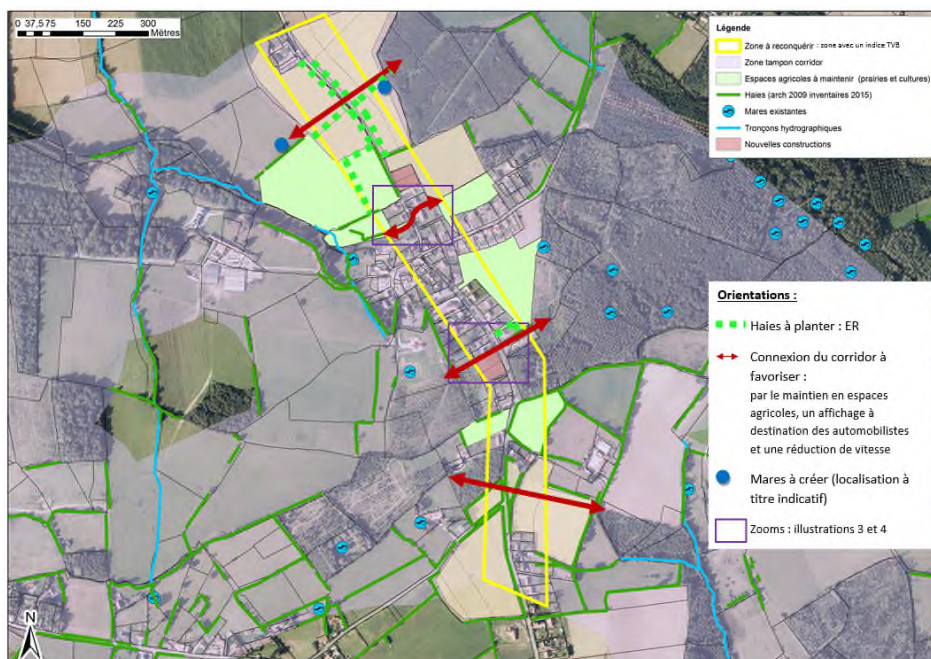 0 37,5 75 150 225 300
Mètres
Légende
Zone à reconquérir : zone avec un indice TVB
Zone tampon corridor
Espaces agricoles à maintenir (prairies et cultures)
Haies (arch 2009 inventaires 2015)
Mares existantes
Tronçons hydrographiques
Nouvelles constructions
Orientations :
Haies à planter : ER
Connexion du corridor à
favoriser :
par le maintien en espaces
agricoles, un affichage à
destination des automobilistes
et une réduction de vitesse
Mares à créer (localisation à
titre indicatif)
Zooms : illustrations 3 et 4
N